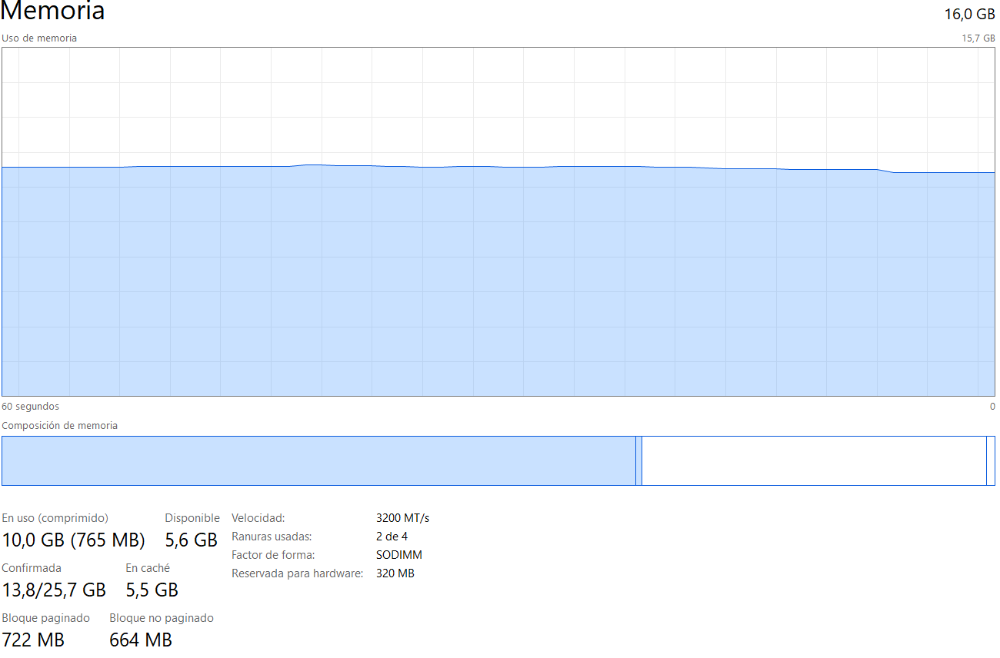 Memoria
16,0 GB
Uso de memoria
15,7 GB
60 segundos
0
Composición de memoria
En uso (comprimido)
10,0 GB (765 MB)
Disponible
5,6 GB
Confirmada
13,8/25,7 GB
En caché
5,5 GB
Bloque paginado
722 MB
Bloque no paginado
664 MB
Velocidad: 3200 MT/s
Ranuras usadas: 2 de 4
Factor de forma: SODIMM
Reservada para hardware: 320 MB